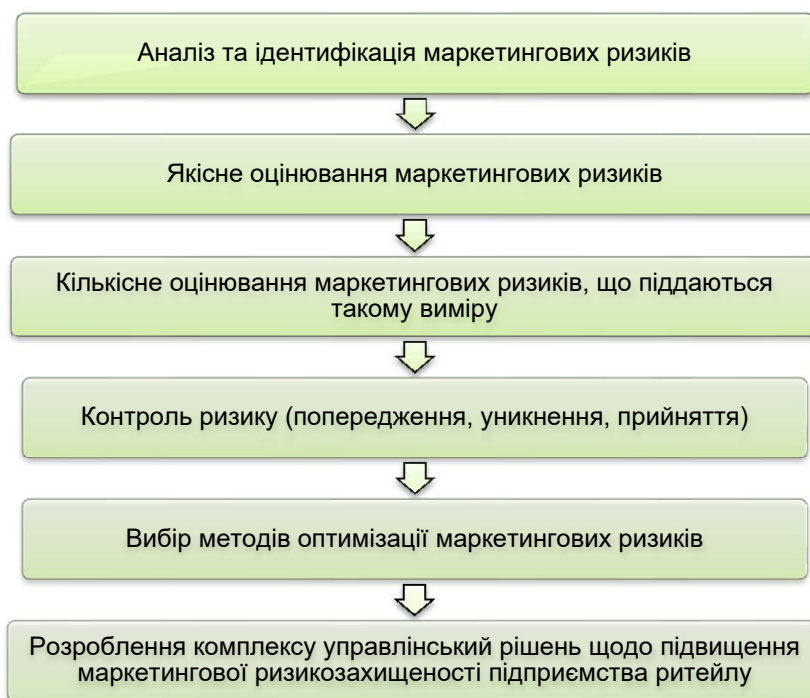 Аналіз та ідентифікація маркетингових ризиків
Якісне оцінювання маркетингових ризиків
Кількісне оцінювання маркетингових ризиків, що піддаються
такому виміру
Контроль ризику (попередження, уникнення, прийняття)
Вибір методів оптимізації маркетингових ризиків
Розроблення комплексу управлінський рішень щодо підвищення
маркетингової ризикозахищеності підприємства ритейлу